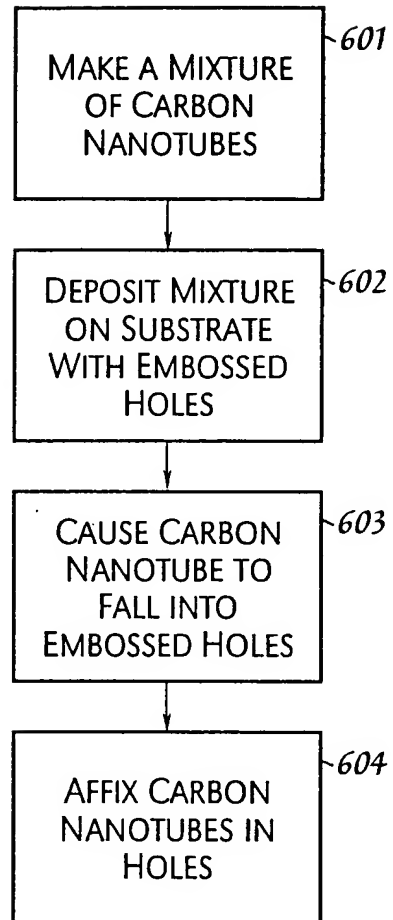 MAKE A MIXTURE
OF CARBON
NANOTUBES
601
DEPOSIT MIXTURE
ON SUBSTRATE
WITH EMBOSSED
HOLES
602
CAUSE CARBON
NANOTUBE TO
FALL INTO
EMBOSSED HOLES
603
AFFIX CARBON
NANOTUBES IN
HOLES
604